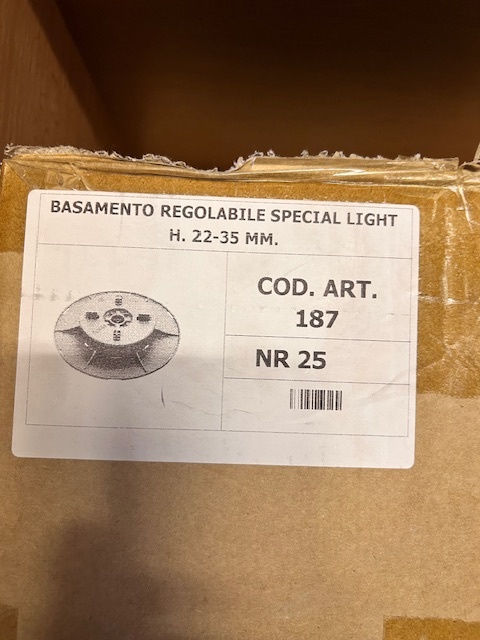 BASAMENTO REGOLABILE SPECIAL LIGHT
H. 22-35 MM.
COD. ART.
187
NR 25